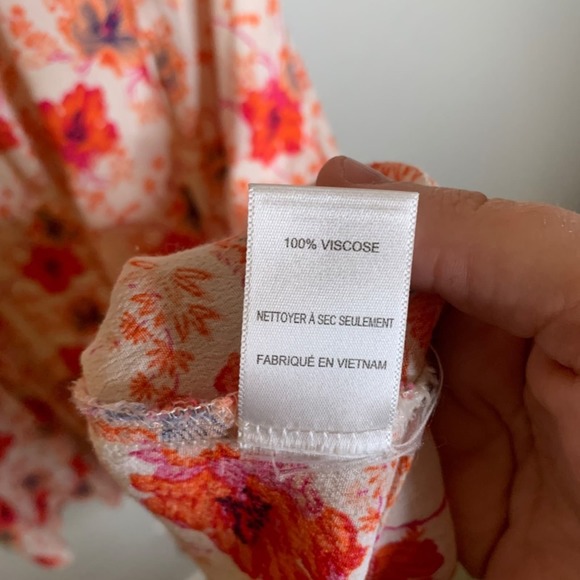 100% VISCOSE
NETTOYER À SEC SEULEMENT
FABRIQUÉ EN VIETNAM